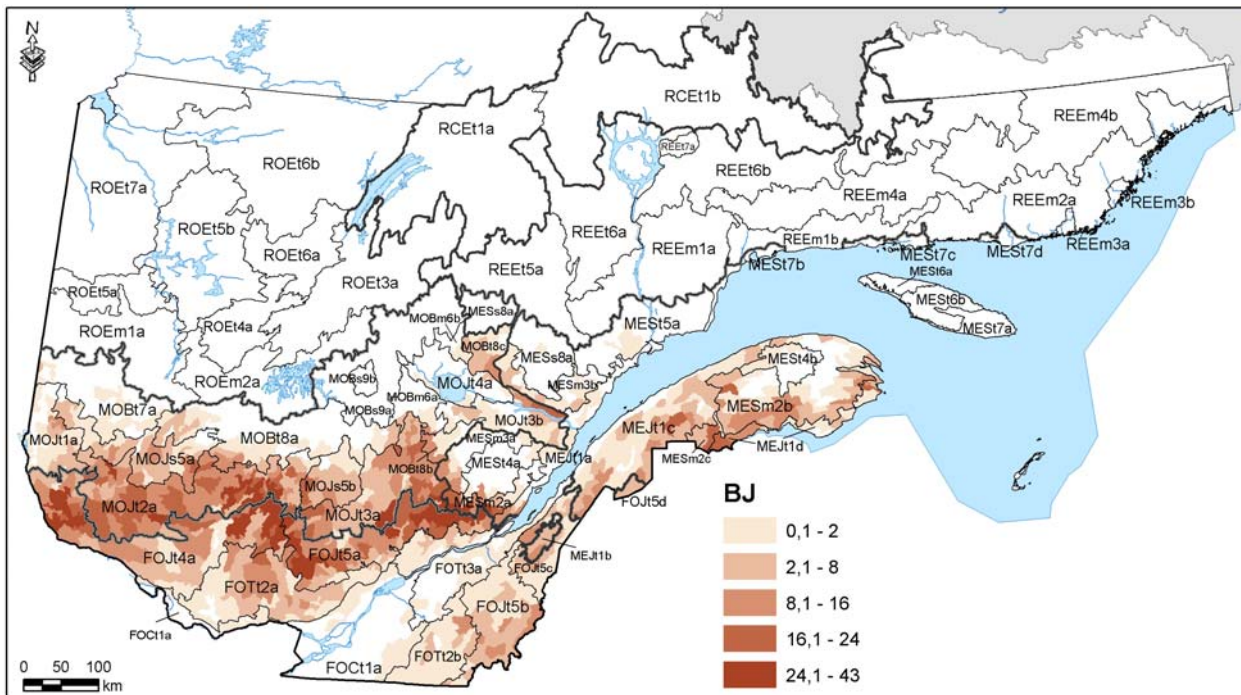 N
RCEt1b
REEm4b
RCEt1a
REEt7a
ROEt6b
REEt6b
ROEt7a
REEm4a
REEm2a
REEm3b
ROEt5b
REEt6a
REEm1a
REEm1b
REEm3a
ROEt6a
MESt7b
MESt7c
MESt7d
REEt5a
MESt6a
ROEt3a
ROEt5a
MESt6b
MESt7a
ROEt4a
MESs8a
MESt5a
ROEm1a
MOBm6b
MOBt8c
MESs8a
MESt4b
ROEm2a
MOBs9b
MOJt4a
MESm3b
MOBm6a
MESm2b
MOBt7a
MOBs9a
MOJt3b
MEJt1c
MOJt1a
MOBt8a
MESm3a
MEJt1d
MOJs5a
MEJt1a
MESt4a
MESm2c
MOBt8b
MOJs5b
BJ
MOJt2a
MESm2a
FOJt5d
MOJt3a
0,1 - 2
FOJt4a
FOJt5a
MEJt1b
2,1 - 8
FOTt2a
FOTt3a
FOJt5c
FOJt5b
8,1 - 16
FOCt1a
16,1 - 24
FOTt2b
0 50 100
FOCt1a
24,1 - 43
km